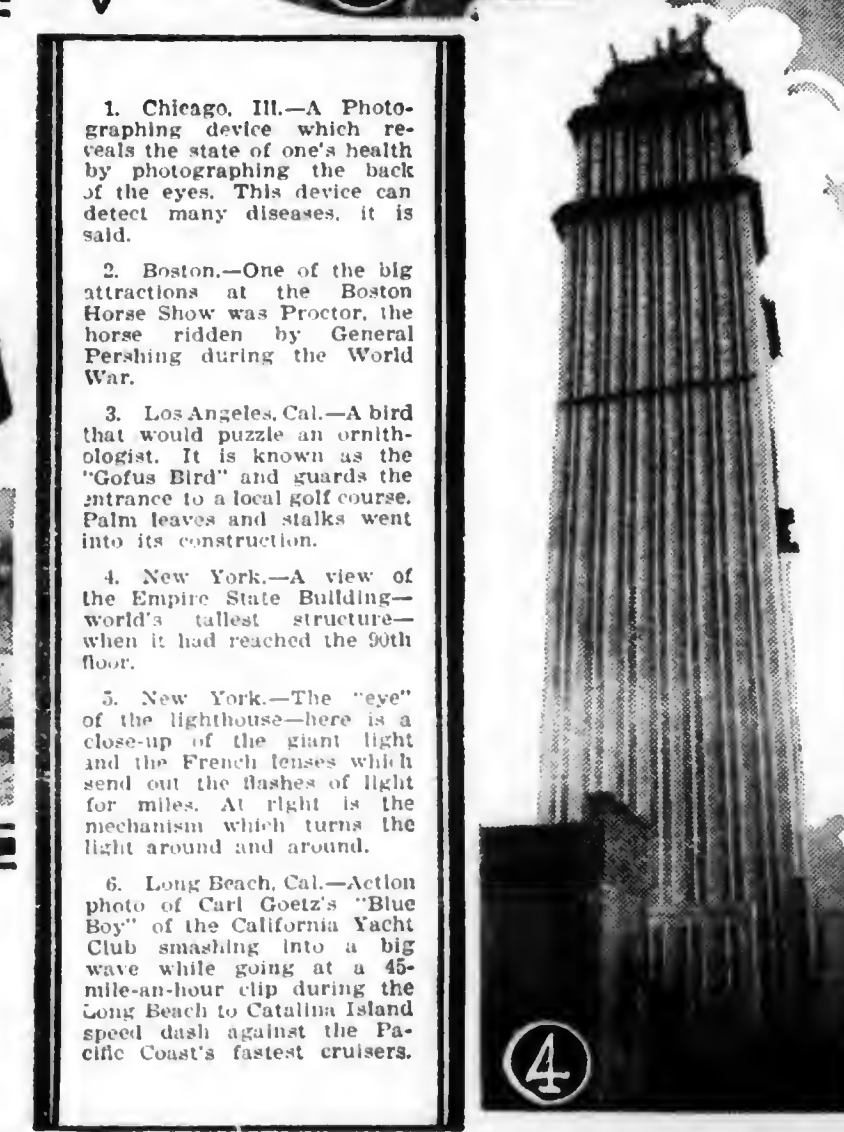 1. Chicago, Ill.—A Photo-
graphing device which re-
veals the state of one's health
by photographing the back
of the eyes. This device can
detect many diseases, it is
said.
2. Boston.—One of the big
attractions at the Boston
Horse Show was Proctor, the
horse ridden by General
Pershing during the World
War.
3. Los Angeles, Cal.—A bird
that would puzzle an ornith-
ologist. It is known as the
"Gofus Bird" and guards the
entrance to a local golf course.
Palm leaves and stalks went
into its construction.
4. New York.—A view of
the Empire State Building—
world's tallest structure—
when it had reached the 90th
floor.
5. New York.—The "eye"
of the lighthouse—here is a
close-up of the giant light
and the French lenses which
send out the flashes of light
for miles. At right is the
mechanism which turns the
light around and around.
6. Long Beach, Cal.—Action
photo of Carl Goetz's "Blue
Boy" of the California Yacht
Club smashing into a big
wave while going at a 45-
mile-an-hour clip during the
Long Beach to Catalina Island
speed dash against the Pa-
cific Coast's fastest cruisers.
4